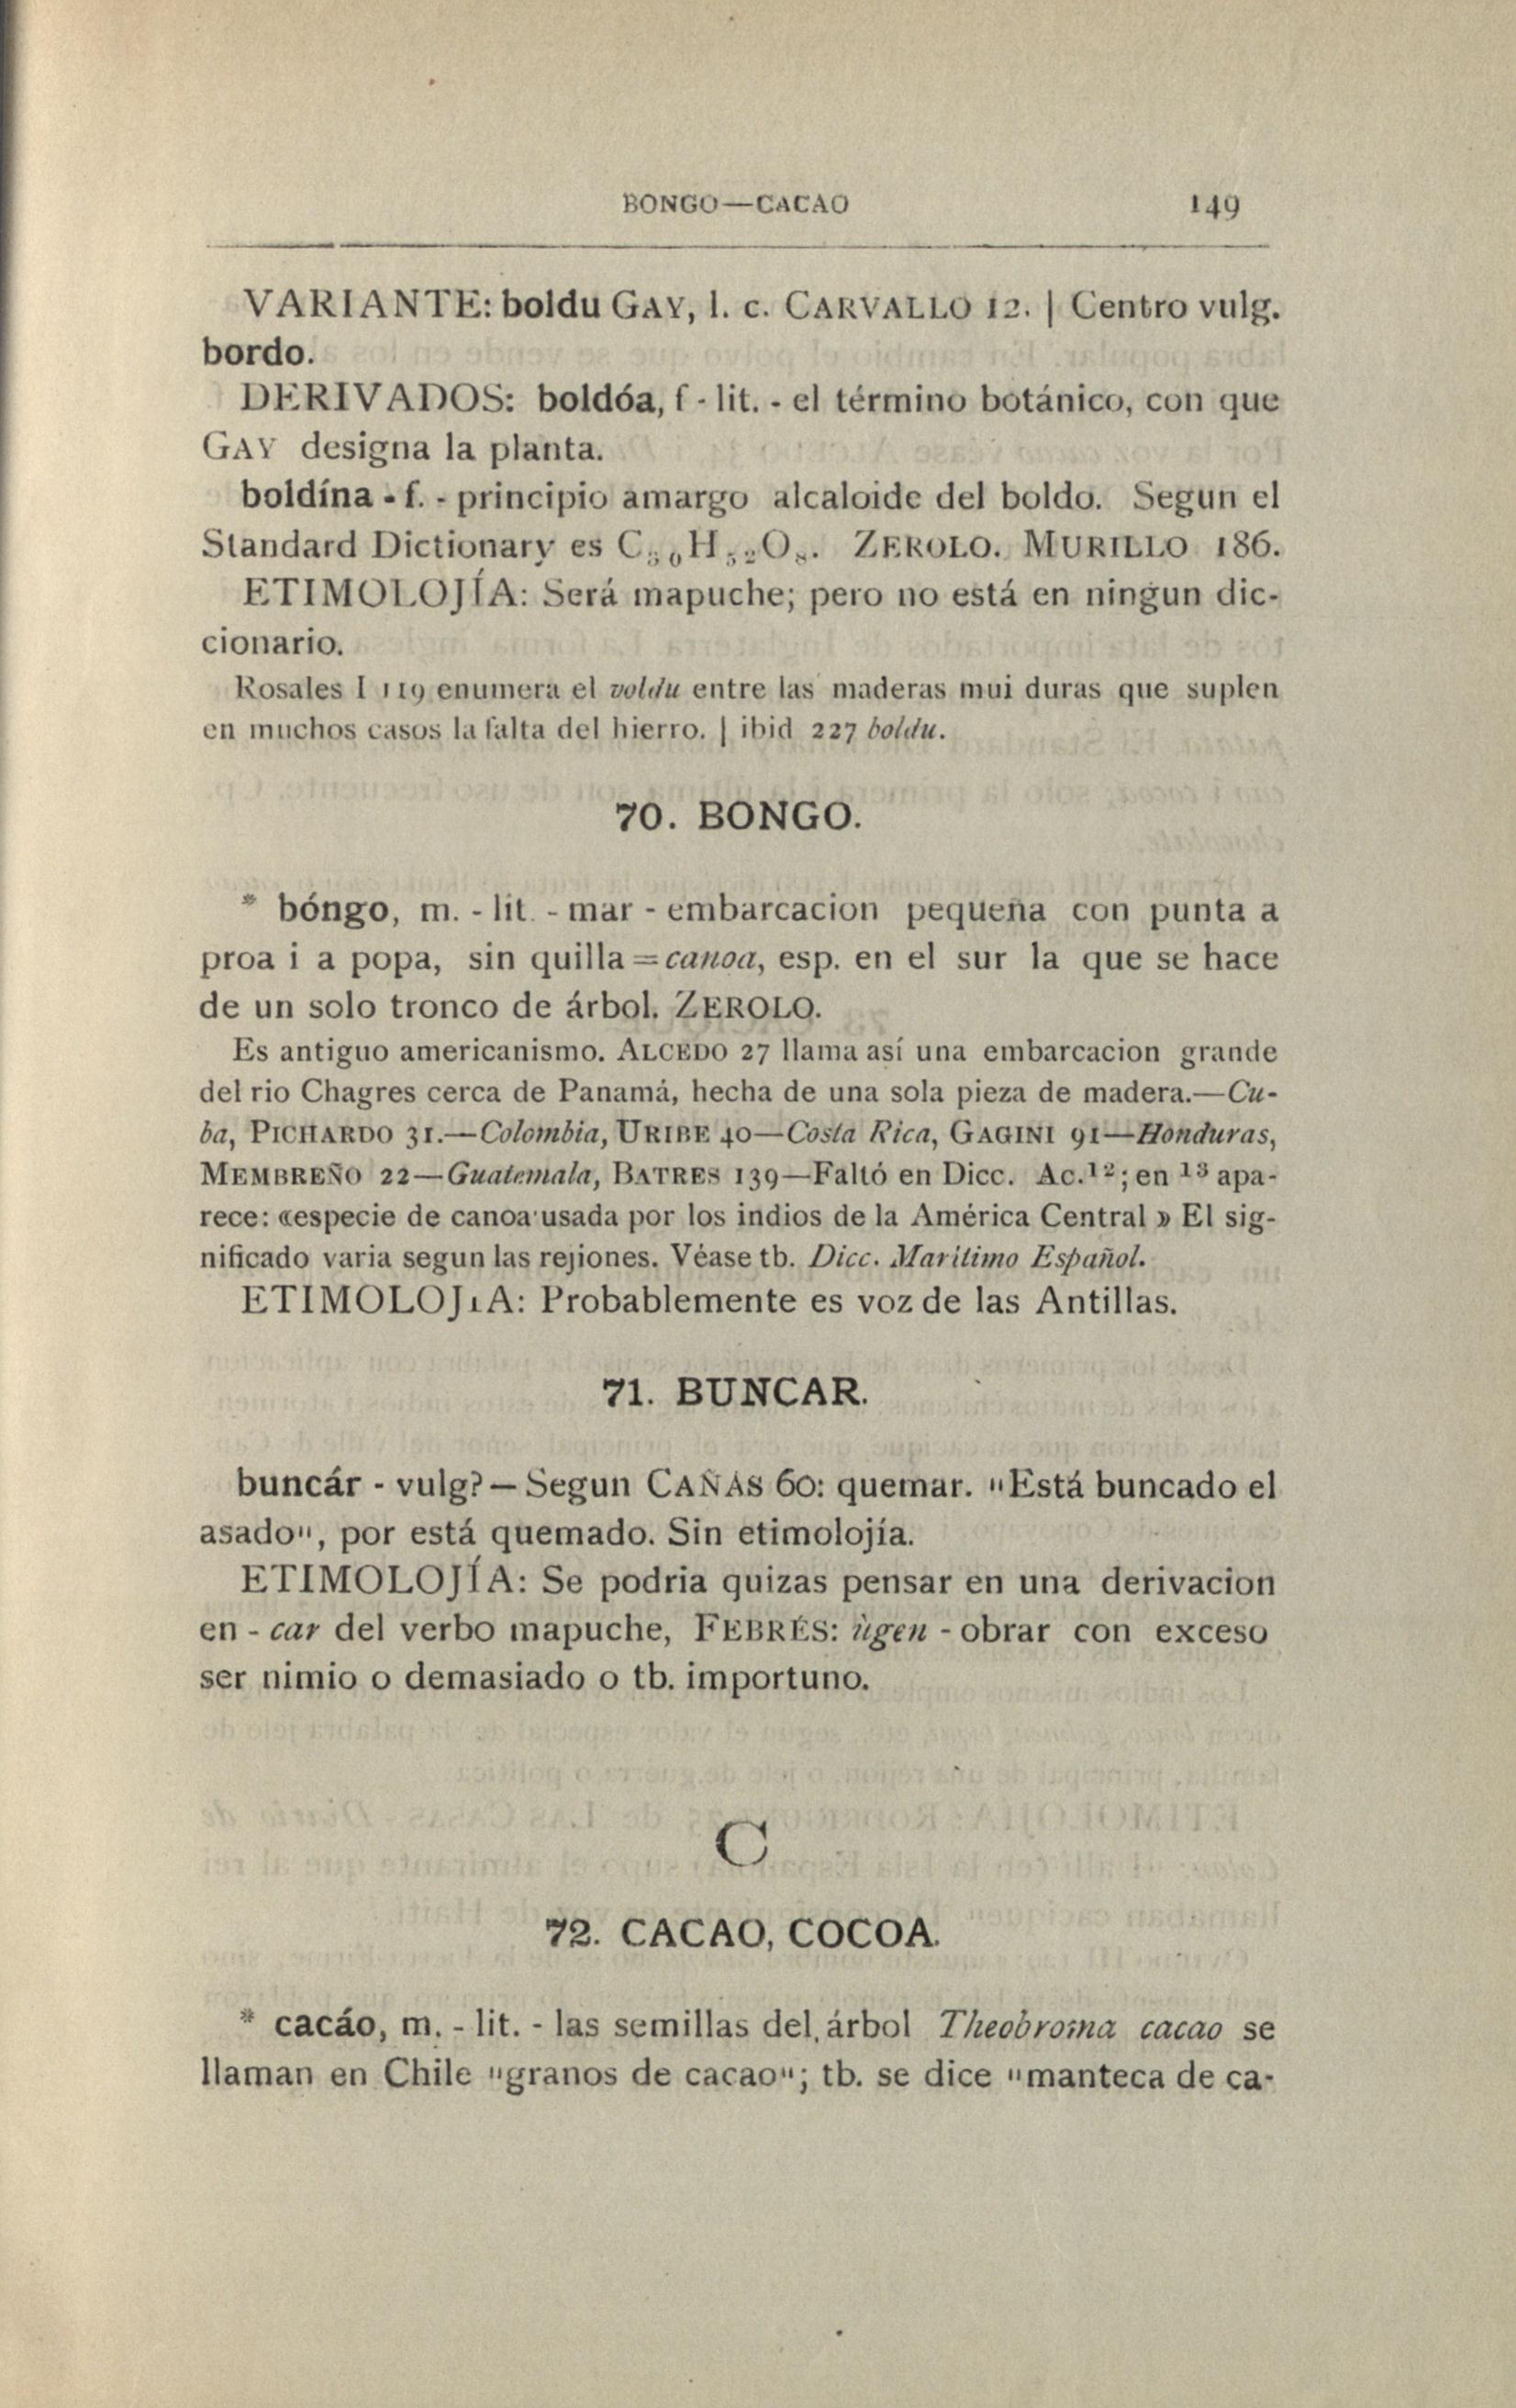 BONGO—CACAO 149
VARIANTE: boldu GAY, l. c. CARVALLO 12. | Centro vulg.
bordo.
DERIVADOS: boldóa, f - lit. - el término botánico, con que
GAY designa la planta.
boldína - f. - principio amargo alcaloide del boldo. Segun el
Standard Dictionary es C₃₀H₅₂O₈. ZEROLO. MURILLO 186.
ETIMOLOJÍA: Será mapuche; pero no está en ningun dic-
cionario.
Rosales I 119 enumera el voldu entre las maderas mui duras que suplen
en muchos casos la falta del hierro. | ibid 227 boldu.
70. BONGO.
* bóngo, m. - lit. - mar - embarcacion pequeña con punta a
proa i a popa, sin quilla = canoa, esp. en el sur la que se hace
de un solo tronco de árbol. ZEROLO.
Es antiguo americanismo. ALCEDO 27 llama así una embarcacion grande
del rio Chagres cerca de Panamá, hecha de una sola pieza de madera.—Cu-
ba, PICHARDO 31.—Colombia, URIBE 40—Costa Rica, GAGINI 91—Honduras,
MEMBREÑO 22—Guatemala, BATRES 139—Faltó en Dicc. Ac.¹²; en ¹³ apa-
rece: «especie de canoa usada por los indios de la América Central » El sig-
nificado varia segun las rejiones. Véase tb. Dicc. Marítimo Español.
ETIMOLOJIA: Probablemente es voz de las Antillas.
71. BUNCAR.
buncár - vulg? — Segun CAÑAS 60: quemar. "Está buncado el
asado", por está quemado. Sin etimolojía.
ETIMOLOJÍA: Se podria quizas pensar en una derivacion
en - car del verbo mapuche, FEBRÉS: ùgen - obrar con exceso
ser nimio o demasiado o tb. importuno.
C
72. CACAO, COCOA.
* cacáo, m. - lit. - las semillas del árbol Theobroma cacao se
llaman en Chile "granos de cacao"; tb. se dice "manteca de ca-